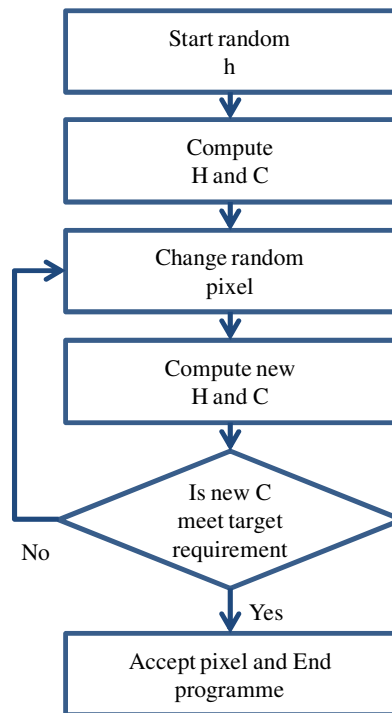 Start random
h
Compute
H and C
Change random
pixel
Compute new
H and C
Is new C
meet target
requirement
No
Yes
Accept pixel and End
programme